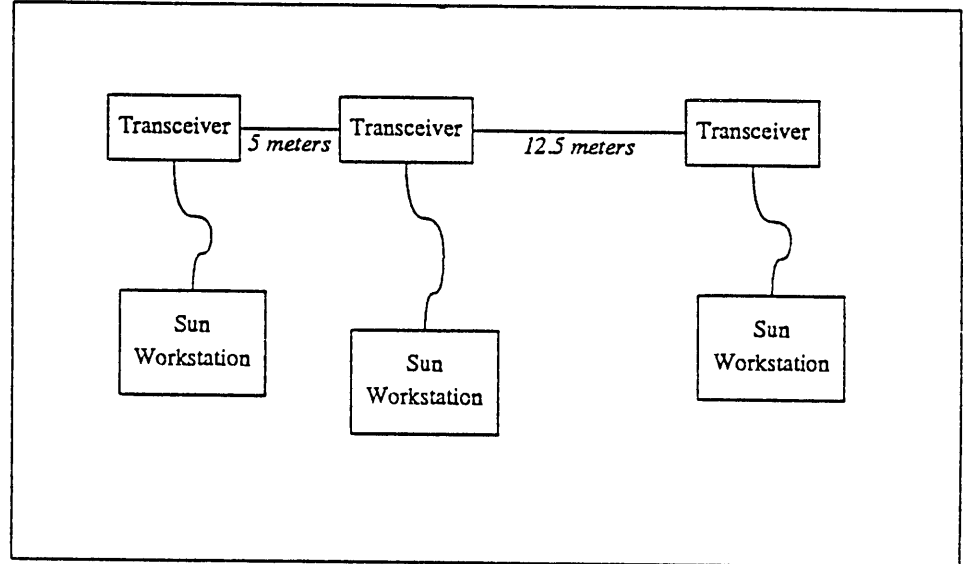 Transceiver
5 meters
Transceiver
12.5 meters
Transceiver
Sun
Workstation
Sun
Workstation
Sun
Workstation